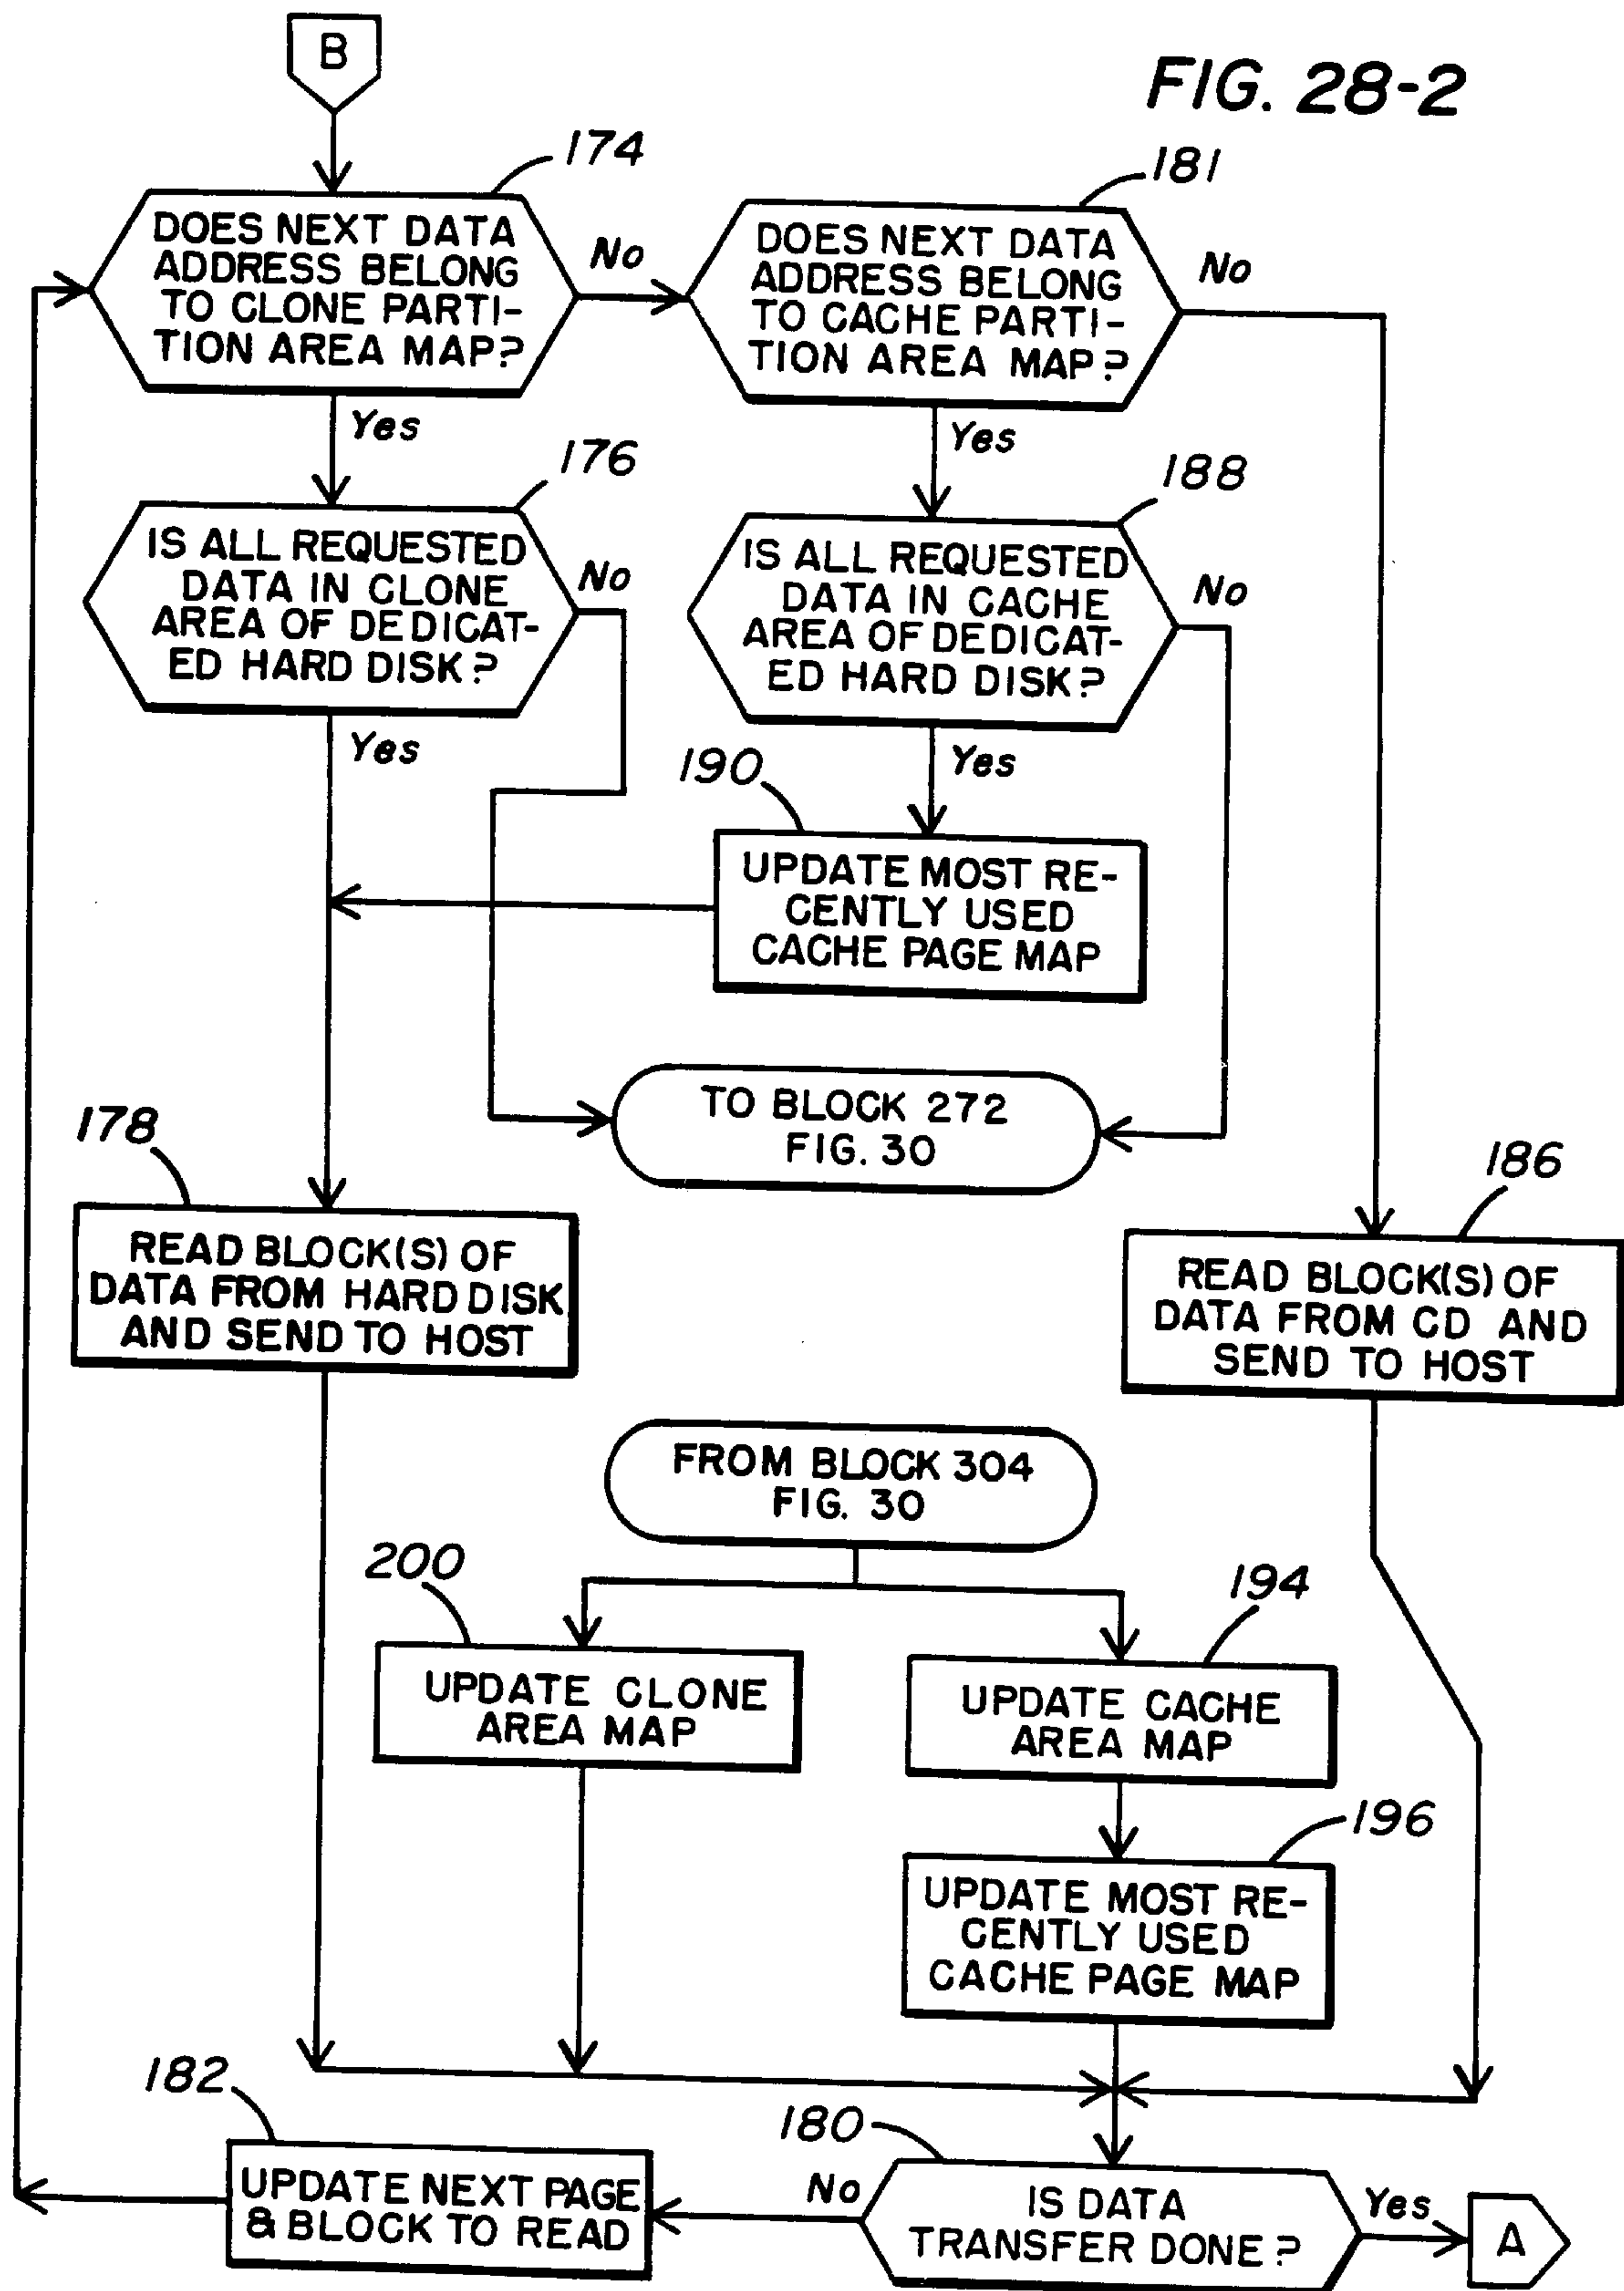 B
FIG. 28-2
174
181
DOES NEXT DATA
ADDRESS BELONG
TO CLONE PARTI-
TION AREA MAP?
No
DOES NEXT DATA
ADDRESS BELONG
TO CACHE PARTI-
TION AREA MAP?
No
Yes
Yes
176
188
IS ALL REQUESTED
DATA IN CLONE
AREA OF DEDICAT-
ED HARD DISK?
No
IS ALL REQUESTED
DATA IN CACHE
AREA OF DEDICAT-
ED HARD DISK?
No
Yes
Yes
190
UPDATE MOST RE-
CENTLY USED
CACHE PAGE MAP
TO BLOCK 272
FIG. 30
178
186
READ BLOCK(S) OF
DATA FROM HARD DISK
AND SEND TO HOST
READ BLOCK(S) OF
DATA FROM CD AND
SEND TO HOST
FROM BLOCK 304
FIG. 30
200
194
UPDATE CLONE
AREA MAP
UPDATE CACHE
AREA MAP
196
UPDATE MOST RE-
CENTLY USED
CACHE PAGE MAP
182
180
UPDATE NEXT PAGE
& BLOCK TO READ
No
IS DATA
TRANSFER DONE?
Yes
A